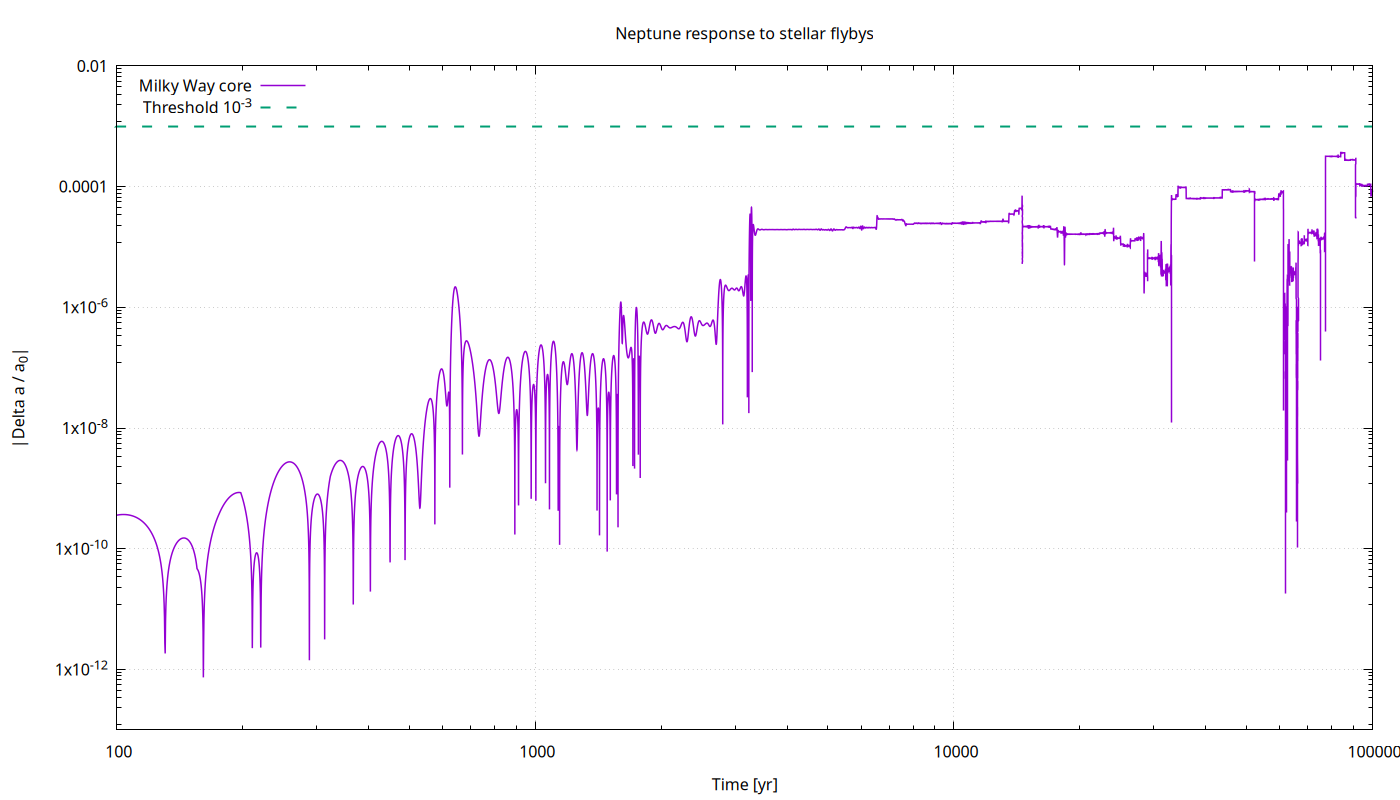 Neptune response to stellar flybys
0.01
Milky Way core
Threshold 10⁻³
0.0001
1x10⁻⁶
1x10⁻⁸
1x10⁻¹⁰
1x10⁻¹²
|Delta a / a₀|
100 1000 10000 100000
Time [yr]